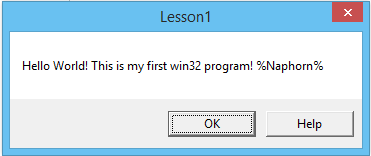 Lesson1
Hello World! This is my first win32 program! %Naphorn%
OK Help